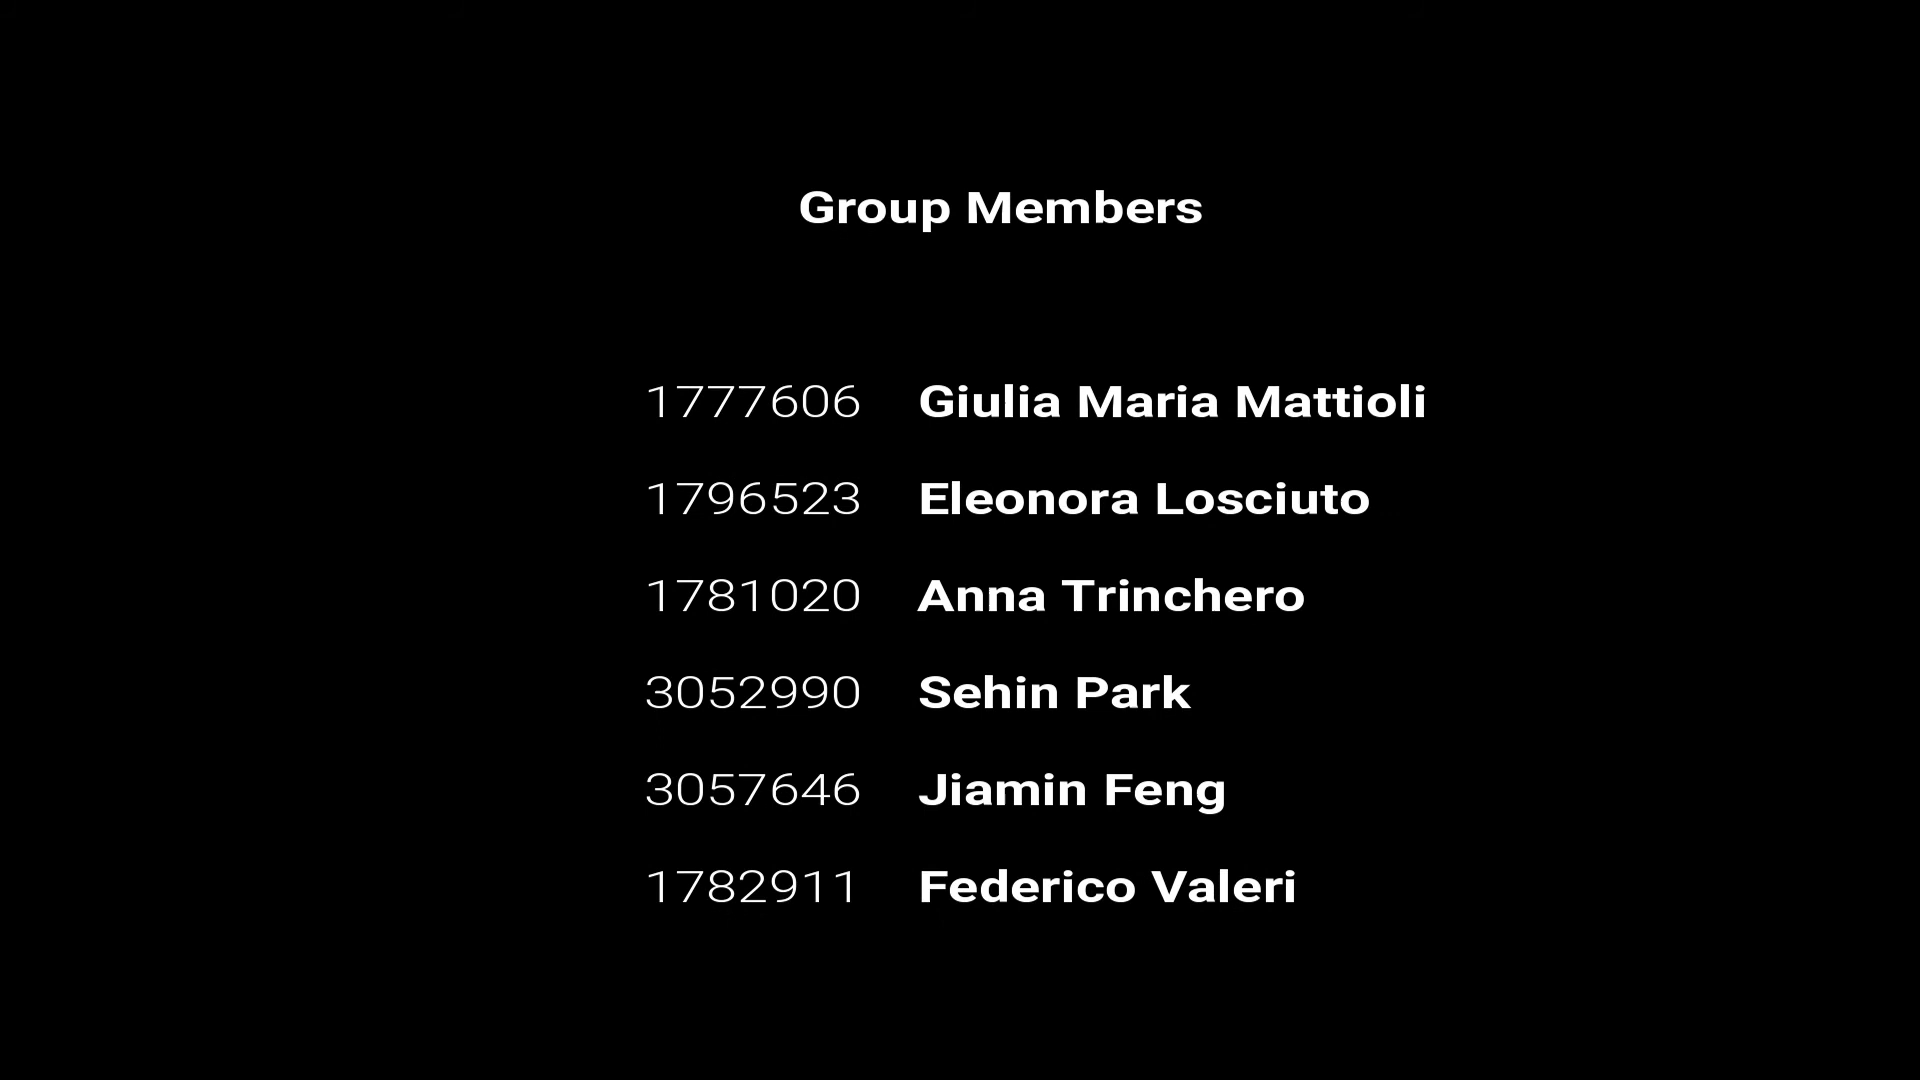 Group Members
1777606 Giulia Maria Mattioli
1796523 Eleonora Losciuto
1781020 Anna Trinchero
3052990 Sehin Park
3057646 Jiamin Feng
1782911 Federico Valeri